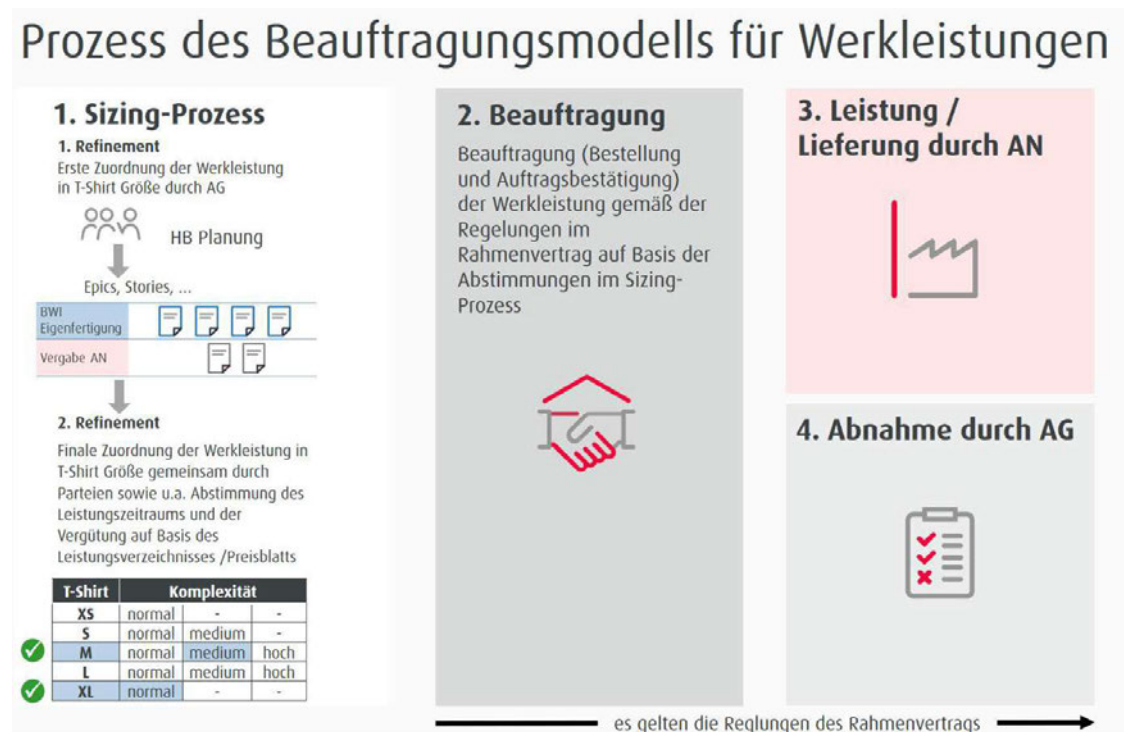 Prozess des Beauftragungsmodells für Werkleistungen
1. Sizing-Prozess
1. Refinement
Erste Zuordnung der Werkleistung
in T-Shirt Größe durch AG
HB Planung
Epics, Stories, ...
BWI
Eigenfertigung
Vergabe AN
2. Refinement
Finale Zuordnung der Werkleistung in
T-Shirt Größe gemeinsam durch
Parteien sowie u.a. Abstimmung des
Leistungszeitraums und der
Vergütung auf Basis des
Leistungsverzeichnisses /Preisblatts
T-Shirt Komplexität
XS normal - -
S normal medium -
M normal medium hoch
L normal medium hoch
XL normal - -
2. Beauftragung
Beauftragung (Bestellung
und Auftragsbestätigung)
der Werkleistung gemäß der
Regelungen im
Rahmenvertrag auf Basis der
Abstimmungen im Sizing-
Prozess
3. Leistung /
Lieferung durch AN
4. Abnahme durch AG
es gelten die Reglungen des Rahmenvertrags